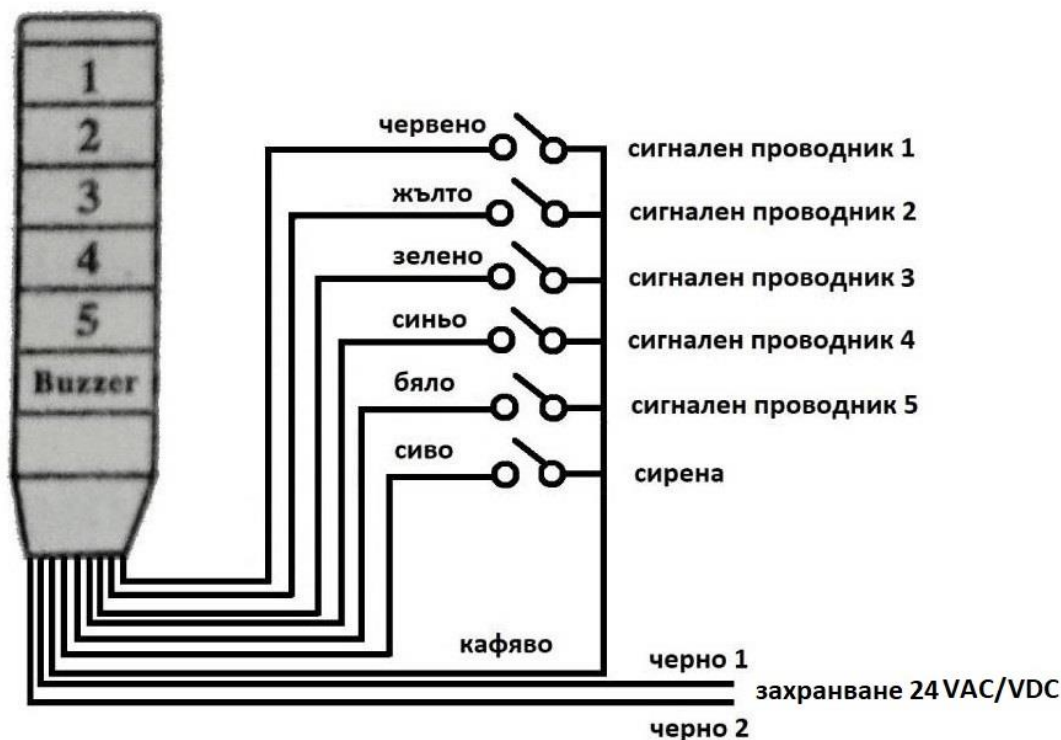 1
2
3
4
5
Buzzer
червено
сигнален проводник 1
жълто
сигнален проводник 2
зелено
сигнален проводник 3
синьо
сигнален проводник 4
бяло
сигнален проводник 5
сиво
сирена
кафяво
черно 1
захранване 24 VAC/VDC
черно 2